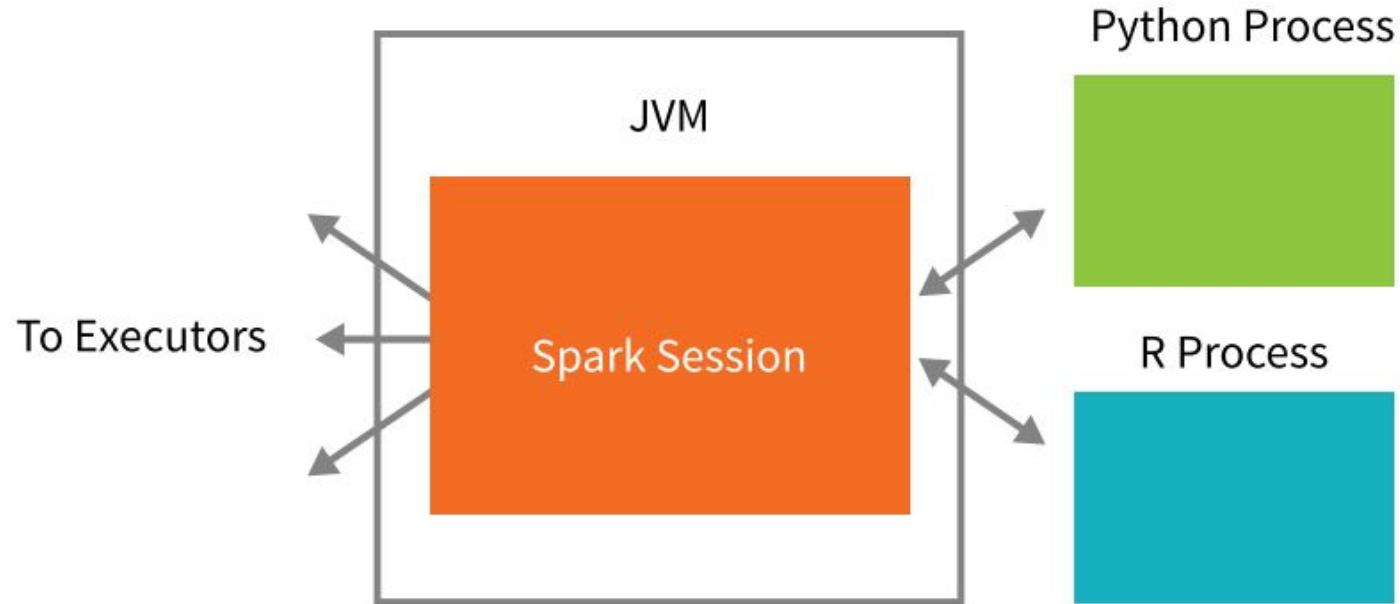 Python Process
JVM
To Executors
Spark Session
R Process